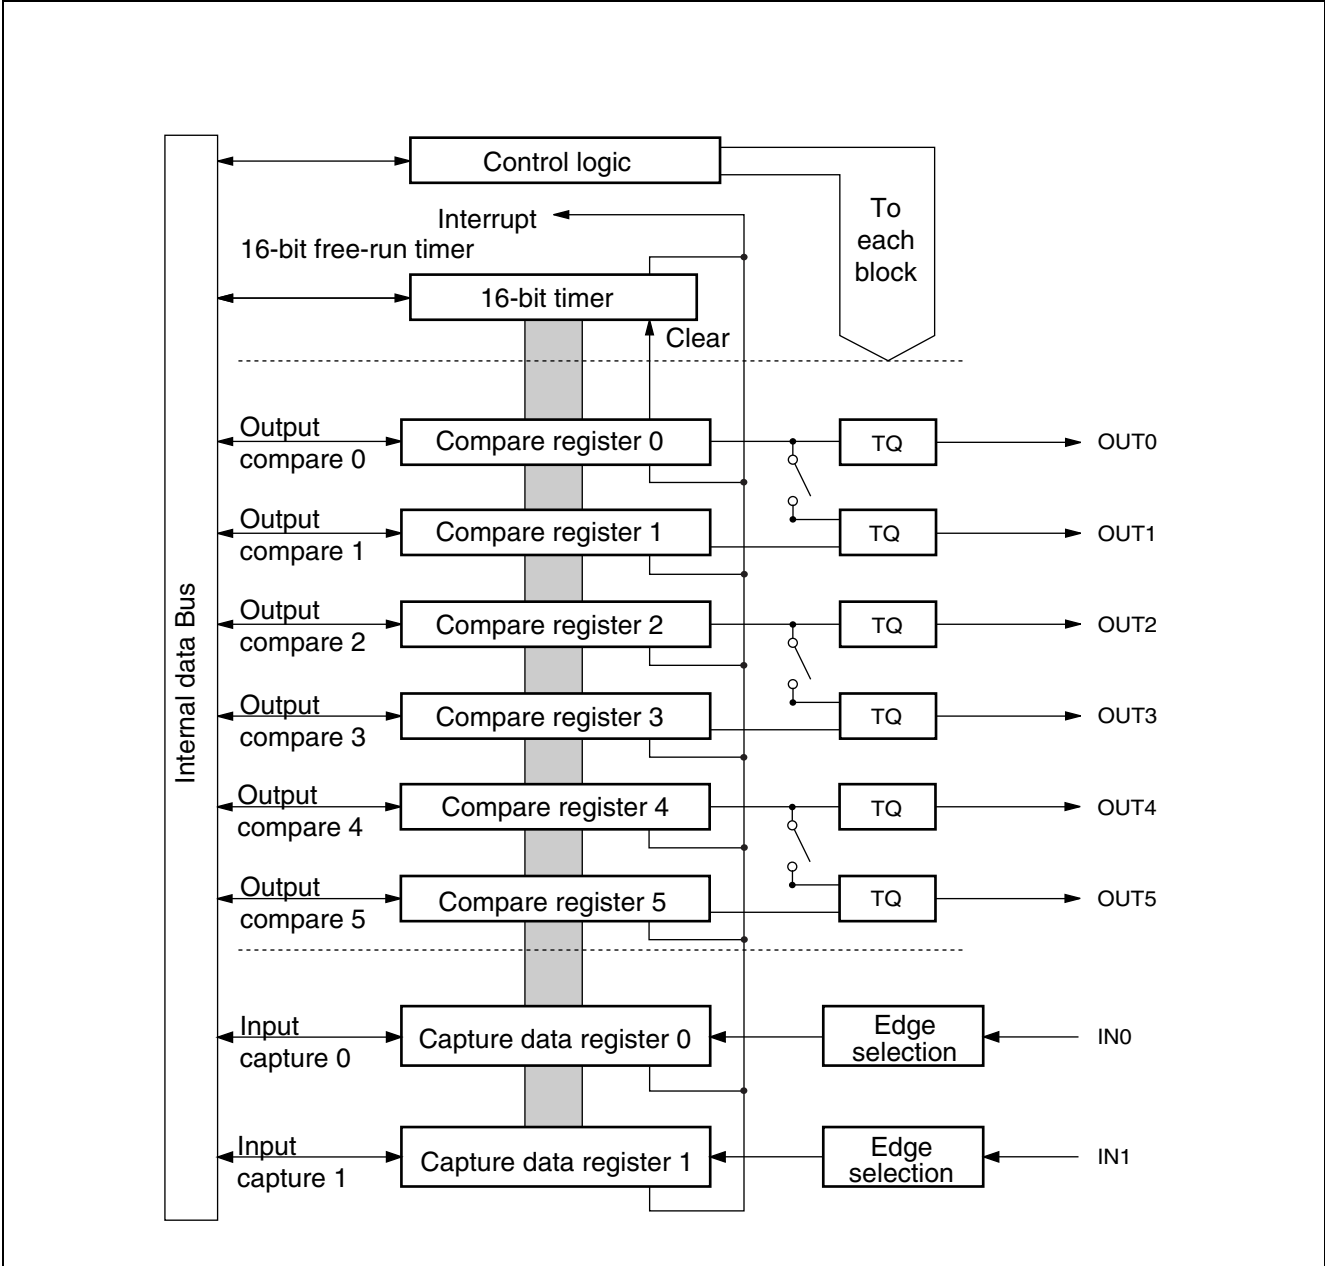 Control logic
To
each
block
Interrupt
16-bit free-run timer
16-bit timer
Clear
Internal data Bus
Output
compare 0
Compare register 0
TQ
OUT0
Output
compare 1
Compare register 1
TQ
OUT1
Output
compare 2
Compare register 2
TQ
OUT2
Output
compare 3
Compare register 3
TQ
OUT3
Output
compare 4
Compare register 4
TQ
OUT4
Output
compare 5
Compare register 5
TQ
OUT5
Input
capture 0
Capture data register 0
Edge
selection
IN0
Input
capture 1
Capture data register 1
Edge
selection
IN1